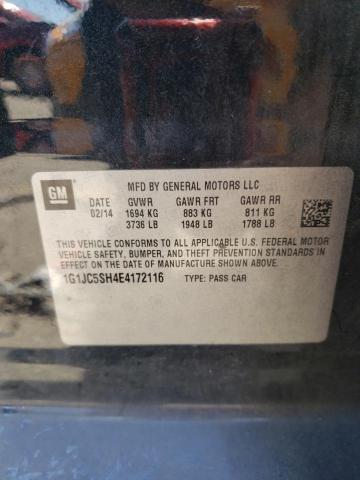 GM
MFD BY GENERAL MOTORS LLC
DATE GVWR GAWR FRT GAWR RR
02/14 1694 KG 883 KG 811 KG
3736 LB 1948 LB 1788 LB
THIS VEHICLE CONFORMS TO ALL APPLICABLE U.S. FEDERAL MOTOR
VEHICLE SAFETY, BUMPER, AND THEFT PREVENTION STANDARDS IN
EFFECT ON THE DATE OF MANUFACTURE SHOWN ABOVE.
1G1JC5SH4E4172116 TYPE: PASS CAR